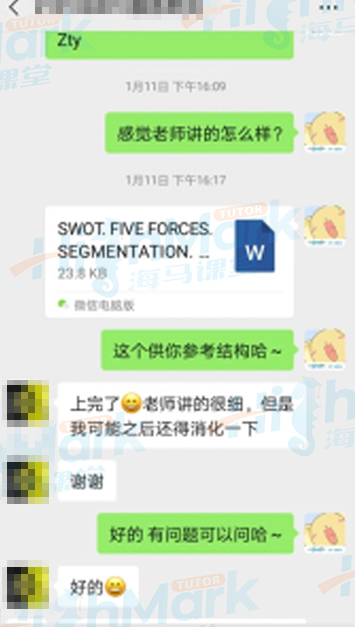 Zty
1月11日 下午16:09
感觉老师讲的怎么样？
1月11日 下午16:17
SWOT. FIVE FORCES.
SEGMENTATION. ...
23.8 KB
W
微信电脑版
这个供你参考结构哈～
上完了😄老师讲的很细，但是
我可能之后还得消化一下
谢谢
好的 有问题可以问哈～
好的😄
HighMark
TUTOR
海马课堂